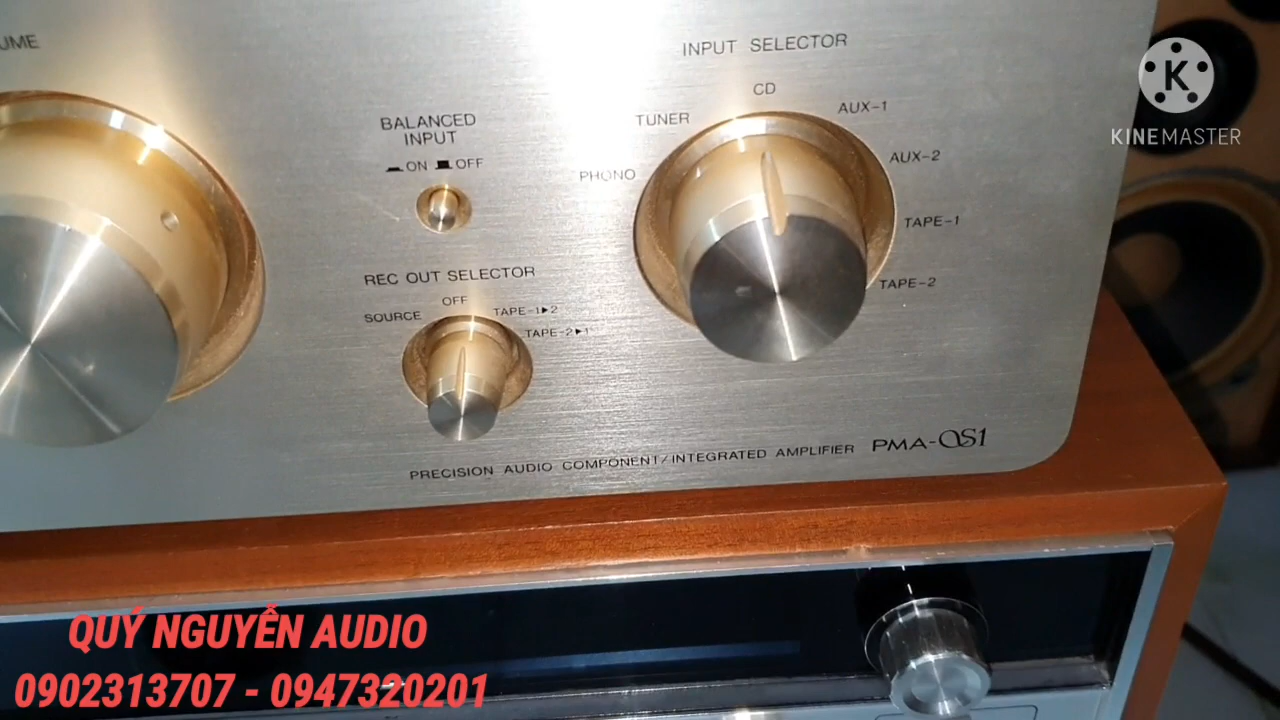 UME
INPUT SELECTOR
CD
TUNER
AUX-1
PHONO
AUX-2
TAPE-1
TAPE-2
BALANCED
INPUT
ON OFF
REC OUT SELECTOR
OFF
SOURCE
TAPE-1▶2
TAPE-2▶1
PRECISION AUDIO COMPONENT/INTEGRATED AMPLIFIER PMA-S1
K
KINEMASTER
QUÝ NGUYỄN AUDIO
0902313707 - 0947320201